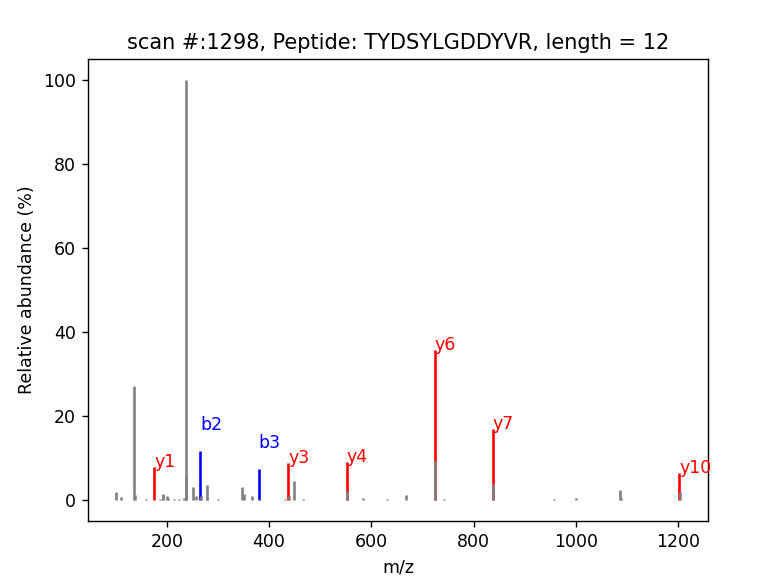 scan #:1298, Peptide: TYDSYLGDDYVR, length = 12
Relative abundance (%)
100
80
60
40
20
0
y6
b2
y7
b3
y1
y3
y4
y10
200
400
600
800
1000
1200
m/z